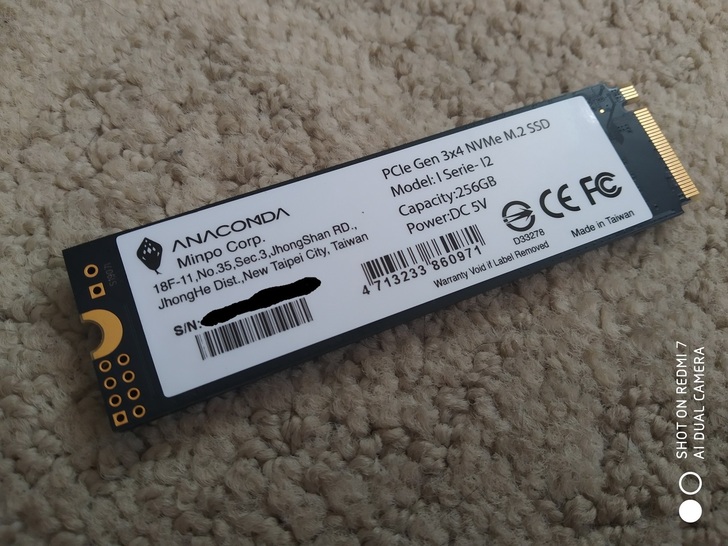 ANACONDA
Minpo Corp.
18F-11,No.35,Sec.3,JhongShan RD.,
JhongHe Dist.,New Taipei City, Taiwan
S/N:
PCIe Gen 3x4 NVMe M.2 SSD
Model: I Serie- I2
Capacity:256GB
Power:DC 5V
4 713233 860971
D33278
CE FC
Warranty Void if Label Removed
Made in Taiwan
SHOT ON REDMI 7
AI DUAL CAMERA